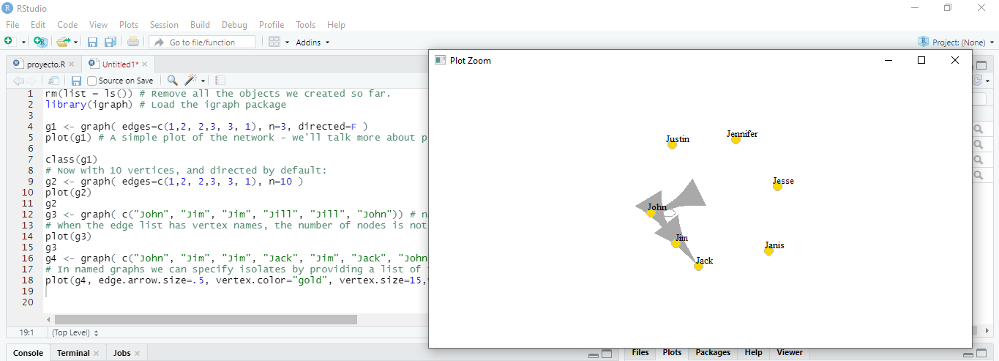 RStudio
File Edit Code View Plots Session Build Debug Profile Tools Help
Go to file/function Addins Project: (None)
proyecto.R Untitled1*
Source on Save
1 rm(list = ls()) # Remove all the objects we created so far.
2 library(igraph) # Load the igraph package
3
4 g1 <- graph( edges=c(1,2, 2,3, 3, 1), n=3, directed=F )
5 plot(g1) # A simple plot of the network - we'll talk more about p
6
7 class(g1)
8 # Now with 10 vertices, and directed by default:
9 g2 <- graph( edges=c(1,2, 2,3, 3, 1), n=10 )
10 plot(g2)
11 g2
12 g3 <- graph( c("John", "Jim", "Jim", "Jill", "Jill", "John")) # n
13 # When the edge list has vertex names, the number of nodes is not
14 plot(g3)
15 g3
16 g4 <- graph( c("John", "Jim", "Jim", "Jack", "Jim", "Jack", "John
17 # In named graphs we can specify isolates by providing a list of
18 plot(g4, edge.arrow.size=.5, vertex.color="gold", vertex.size=15,
19
20
19:1 (Top Level)
Console Terminal Jobs
Plot Zoom
Justin
Jennifer
Jesse
John
Jim
Janis
Jack
Files Plots Packages Help Viewer